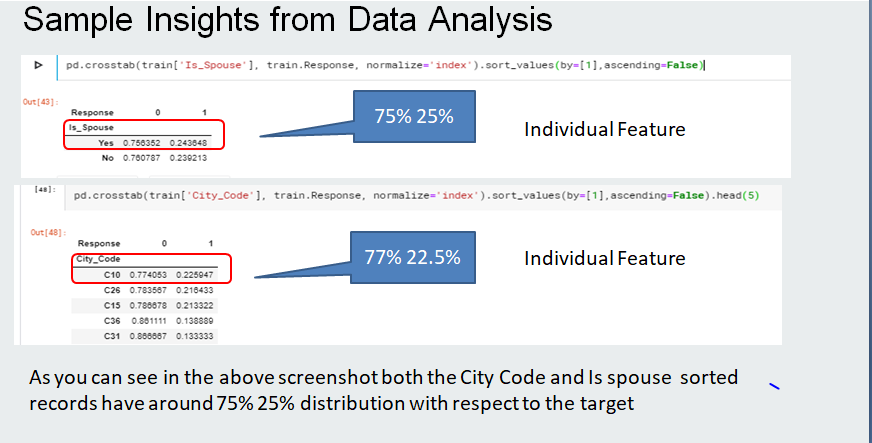 Sample Insights from Data Analysis
pd.crosstab(train['Is_Spouse'], train.Response, normalize='index').sort_values(by=[1],ascending=False)
Out[43]:
Response 0 1
Is_Spouse
Yes 0.756352 0.243648
No 0.760787 0.239213
75% 25%
Individual Feature
[48]:
pd.crosstab(train['City_Code'], train.Response, normalize='index').sort_values(by=[1],ascending=False).head(5)
Out[48]:
Response 0 1
City_Code
C10 0.774053 0.225947
C26 0.783567 0.216433
C15 0.786678 0.213322
C36 0.861111 0.138889
C31 0.866667 0.133333
77% 22.5%
Individual Feature
As you can see in the above screenshot both the City Code and Is spouse sorted
records have around 75% 25% distribution with respect to the target